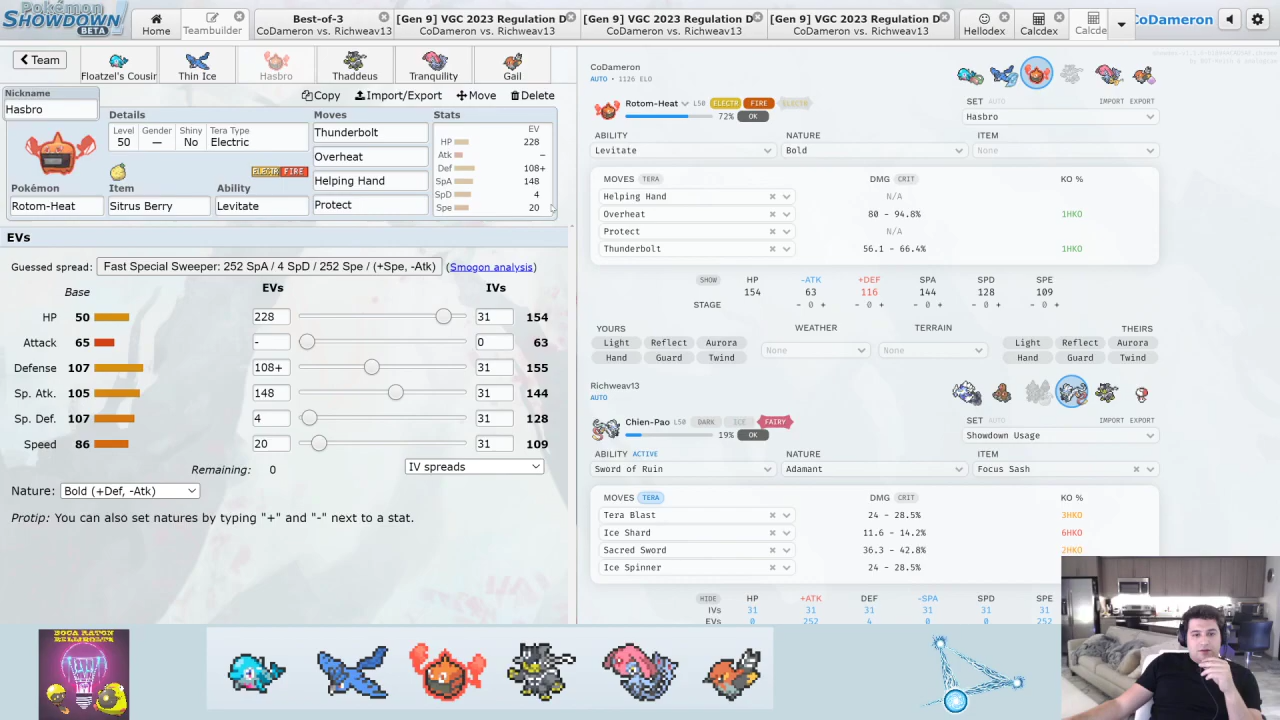 Pokémon
Showdown
BETA
Home
Teambuilder
Best-of-3
CoDameron vs. Richweav13
[Gen 9] VGC 2023 Regulation D
CoDameron vs. Richweav13
[Gen 9] VGC 2023 Regulation D
CoDameron vs. Richweav13
[Gen 9] VGC 2023 Regulation D
CoDameron vs. Richweav13
Hellodex
Calcdex
Calcde
CoDameron
Team
Floatzel's Cousin
Thin Ice
Hasbro
Thaddeus
Tranquility
Gail
Copy
Import/Export
Move
Delete
Nickname
Hasbro
Details
Level
50
Gender
—
Shiny
No
Tera Type
Electric
ELECTR FIRE
Pokémon
Rotom-Heat
Item
Sitrus Berry
Ability
Levitate
Moves
Thunderbolt
Overheat
Helping Hand
Protect
Stats
EV
HP 228
Atk –
Def 108+
SpA 148
SpD 4
Spe 20
EVs
Guessed spread: Fast Special Sweeper: 252 SpA / 4 SpD / 252 Spe / (+Spe, -Atk) (Smogon analysis)
Base EVs IVs
HP 50 228 31 154
Attack 65 - 0 63
Defense 107 108+ 31 155
Sp. Atk. 105 148 31 144
Sp. Def. 107 4 31 128
Speed 86 20 31 109
Remaining: 0 IV spreads
Nature: Bold (+Def, -Atk)
Protip: You can also set natures by typing "+" and "-" next to a stat.
CoDameron
AUTO • 1126 ELO
Rotom-Heat L50 ELECTR FIRE ELECTR
72% OK
SET AUTO IMPORT EXPORT
Hasbro
ABILITY NATURE ITEM
Levitate Bold None
MOVES TERA DMG CRIT KO %
Helping Hand N/A
Overheat 80 - 94.8% 1HKO
Protect N/A
Thunderbolt 56.1 - 66.4% 1HKO
SHOW HP -ATK +DEF SPA SPD SPE
154 63 116 144 128 109
STAGE - 0 + - 0 + - 0 + - 0 + - 0 +
YOURS WEATHER TERRAIN THEIRS
Light Reflect Aurora None None Light Reflect Aurora
Hand Guard Twind Hand Guard Twind
Richweav13
AUTO
Chien-Pao L50 DARK ICE FAIRY
19% OK
SET AUTO IMPORT EXPORT
Showdown Usage
ABILITY ACTIVE NATURE ITEM
Sword of Ruin Adamant Focus Sash
MOVES TERA DMG CRIT KO %
Tera Blast 24 - 28.5% 3HKO
Ice Shard 11.6 - 14.2% 6HKO
Sacred Sword 36.3 - 42.8% 2HKO
Ice Spinner 24 - 28.5%
HIDE HP +ATK DEF -SPA SPD SPE
IVs 31 31 31 31 31 31
EVs 0 252 4 0 0 252
BOCA RATON